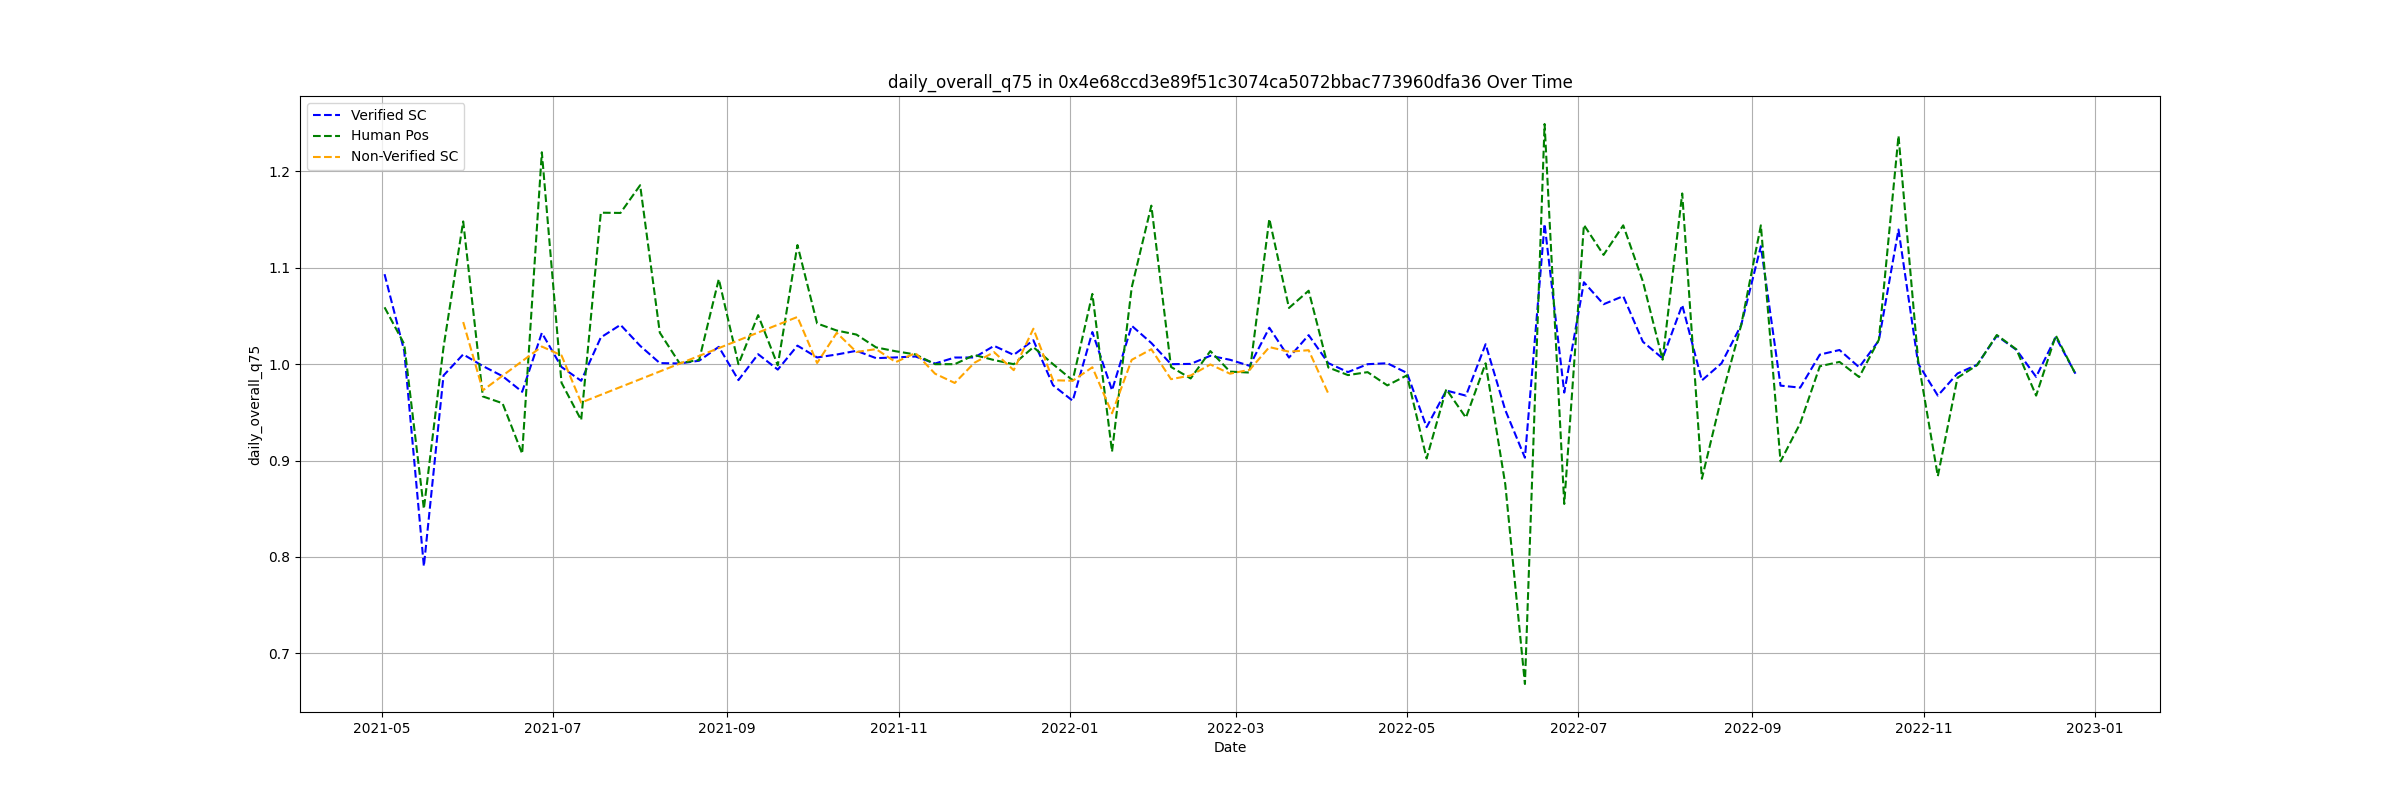 daily_overall_q75 in 0x4e68ccd3e89f51c3074ca5072bbac773960dfa36 Over Time
Verified SC
Human Pos
Non-Verified SC
daily_overall_q75
1.2
1.1
1.0
0.9
0.8
0.7
2021-05
2021-07
2021-09
2021-11
2022-01
2022-03
2022-05
2022-07
2022-09
2022-11
2023-01
Date